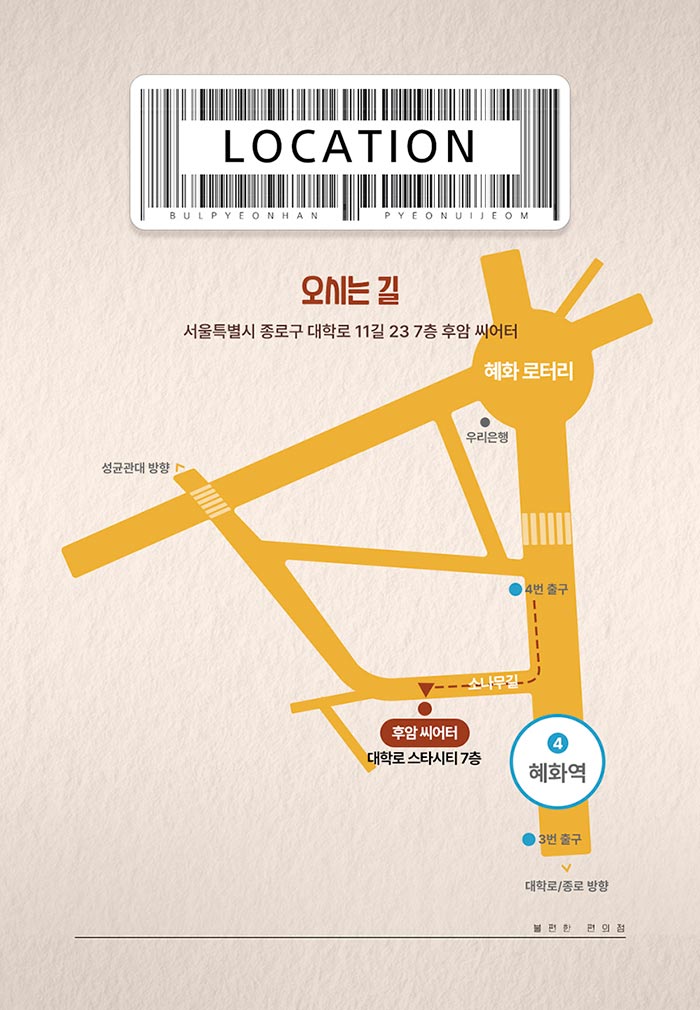 LOCATION
BULPYEONHAN PYEONUIJEOM
오시는 길
서울특별시 종로구 대학로 11길 23 7층 후암 씨어터
혜화 로터리
우리은행
성균관대 방향
4번 출구
소나무길
후암 씨어터
대학로 스타시티 7층
4
혜화역
3번 출구
대학로/종로 방향
불편한 편의점